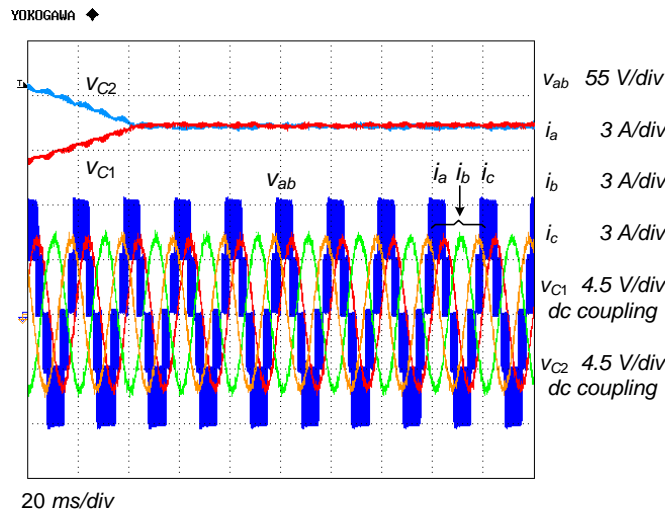 YOKOGAWA ◆
vC2
vC1
vab
ia ib ic
vab 55 V/div
ia 3 A/div
ib 3 A/div
ic 3 A/div
vC1 4.5 V/div
dc coupling
vC2 4.5 V/div
dc coupling
20 ms/div